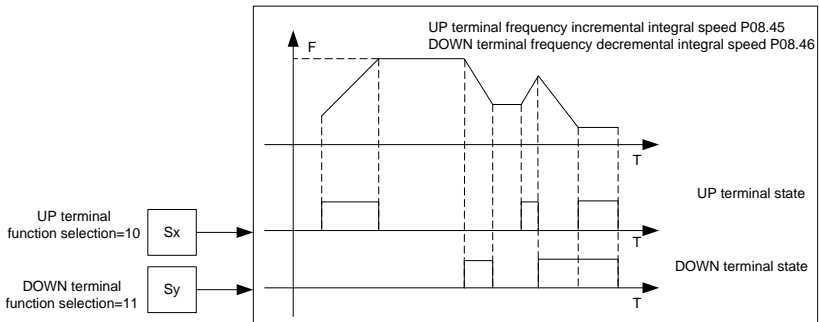 UP terminal frequency incremental integral speed P08.45
DOWN terminal frequency decremental integral speed P08.46
F
T
UP terminal state
UP terminal
function selection=10
Sx
T
DOWN terminal state
DOWN terminal
function selection=11
Sy
T